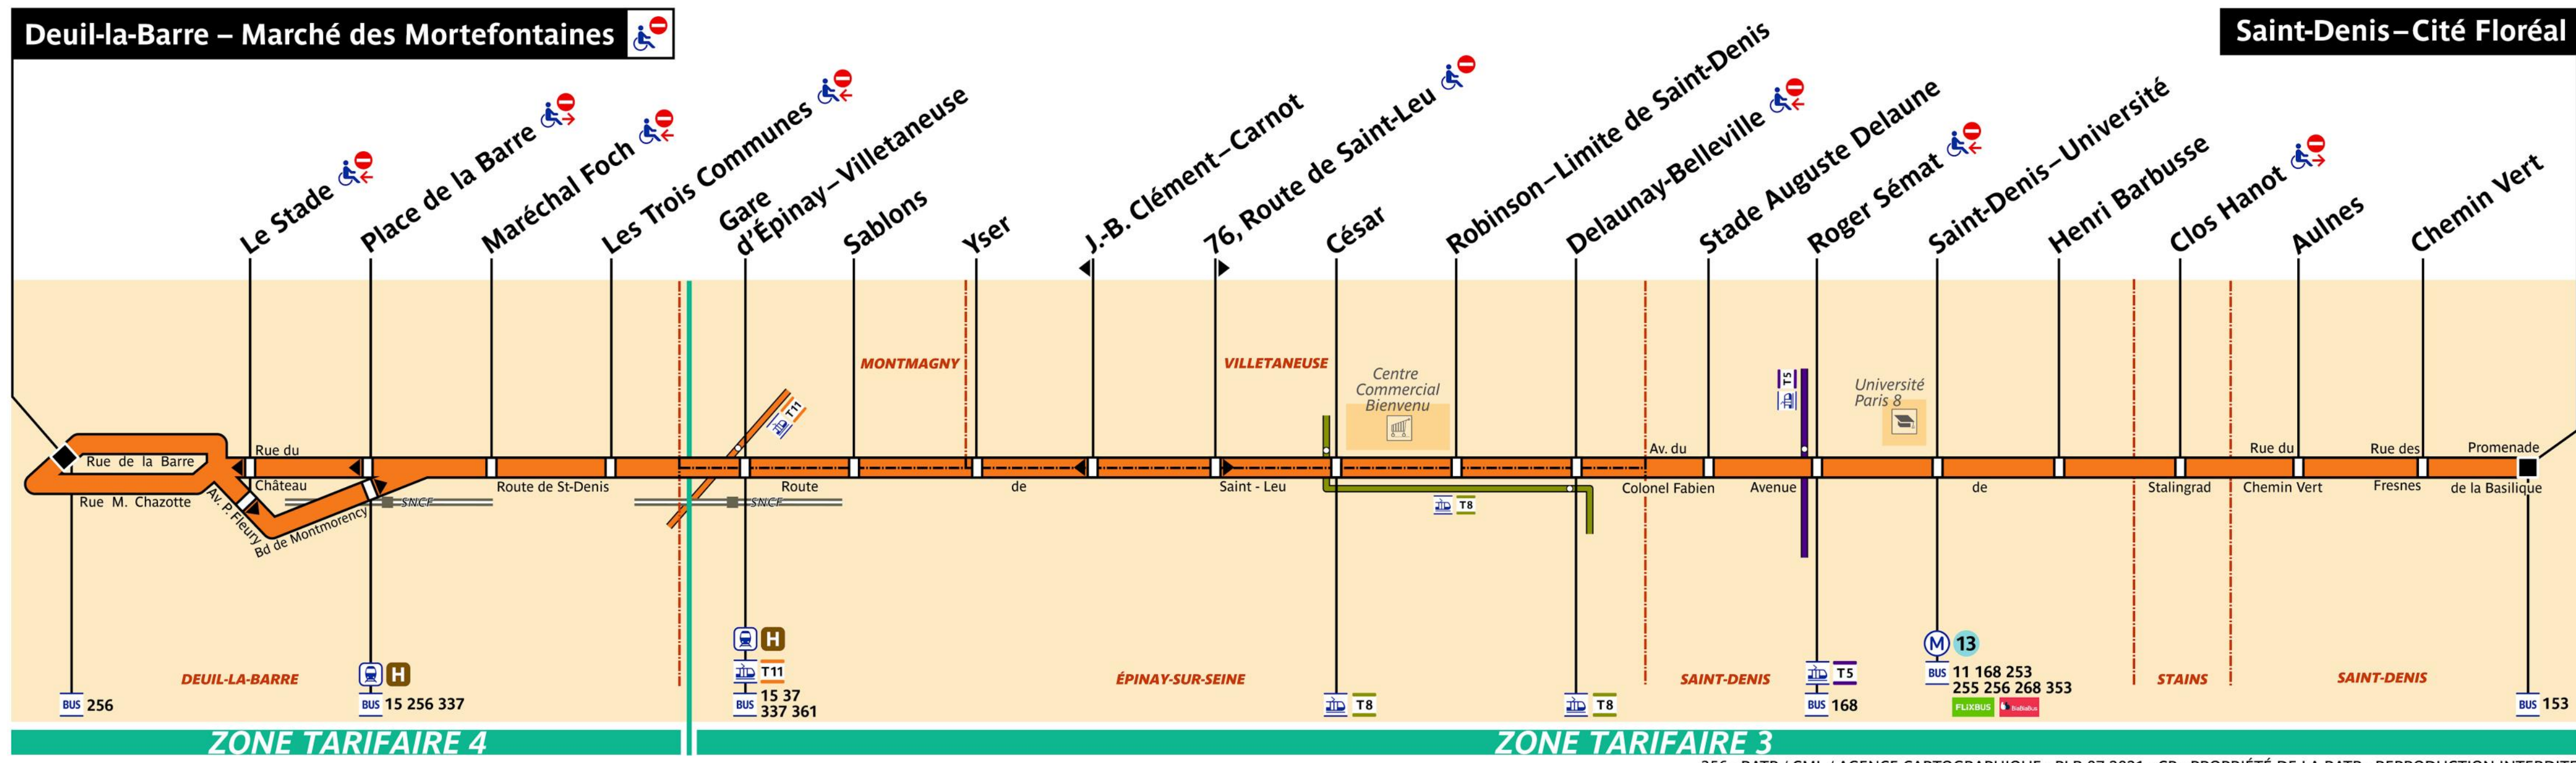 Deuil-la-Barre – Marché des Mortefontaines
Saint-Denis–Cité Floréal
Le Stade
Place de la Barre
Maréchal Foch
Les Trois Communes
Gare
d'Épinay–Villetaneuse
Sablons
Yser
J.-B. Clément–Carnot
76, Route de Saint-Leu
César
Robinson–Limite de Saint-Denis
Delaunay-Belleville
Stade Auguste Delaune
Roger Sémat
Saint-Denis–Université
Henri Barbusse
Clos Hanot
Aulnes
Chemin Vert
MONTMAGNY
VILLETANEUSE
Centre
Commercial
Bienvenu
T5
Université
Paris 8
T11
Rue de la Barre
Rue M. Chazotte
Rue du
Château
Av. P. Fleury
Bd de Montmorency
SNCF
Route de St-Denis
SNCF
Route
de
Saint - Leu
T8
Av. du
Colonel Fabien
Avenue
de
Stalingrad
Rue du
Chemin Vert
Rue des
Fresnes
Promenade
de la Basilique
DEUIL-LA-BARRE
ÉPINAY-SUR-SEINE
SAINT-DENIS
STAINS
SAINT-DENIS
BUS 256
H
BUS 15 256 337
H
T11
BUS 15 37
337 361
T8
T8
T5
BUS 168
M 13
BUS 11 168 253
255 256 268 353
FLIXBUS BlaBlaBus
BUS 153
ZONE TARIFAIRE 4
ZONE TARIFAIRE 3